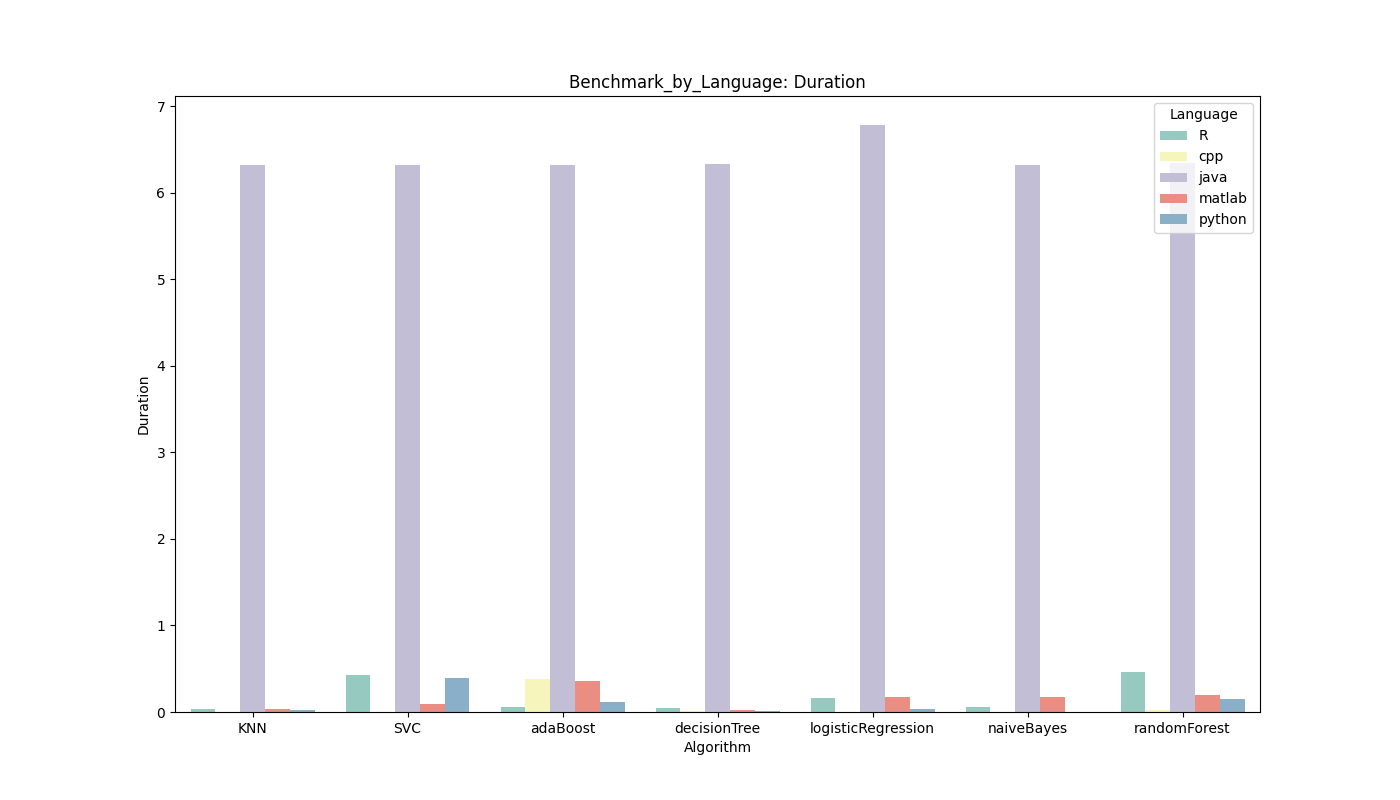 Benchmark_by_Language: Duration
Language
R
cpp
java
matlab
python
7
6
5
4
3
2
1
0
Duration
KNN
SVC
adaBoost
decisionTree
logisticRegression
naiveBayes
randomForest
Algorithm